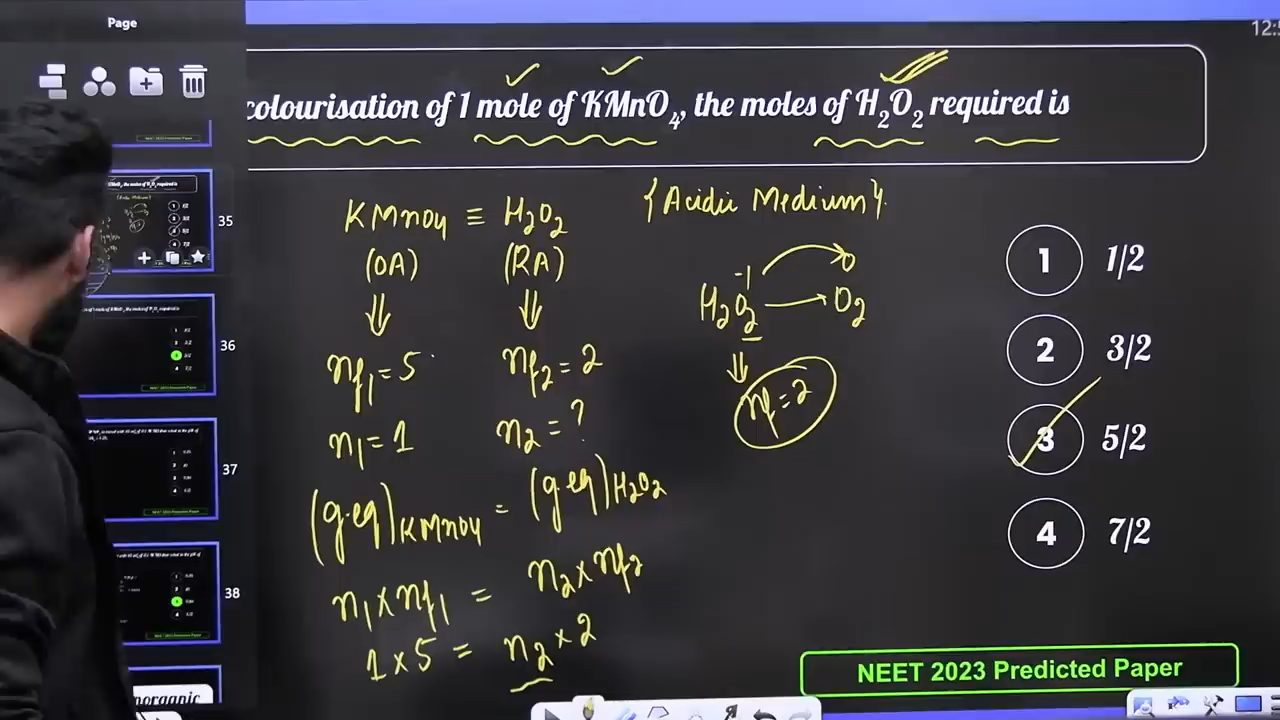 Page
12:5
colourisation of 1 mole of KMnO4, the moles of H2O2 required is
KMnO4 ≡ H2O2
{Acidic Medium}.
(OA) (RA)
⇓ ⇓
nf1 = 5 nf2 = 2
n1 = 1 n2 = ?
(g.eq)KMnO4 = (g.eq)H2O2
n1 × nf1 = n2 × nf2
1 × 5 = n2 × 2
-1 0
H2O2 → O2
⇓
nf = 2
1 1/2
2 3/2
3 5/2
4 7/2
35
36
37
38
norganic
NEET 2023 Predicted Paper